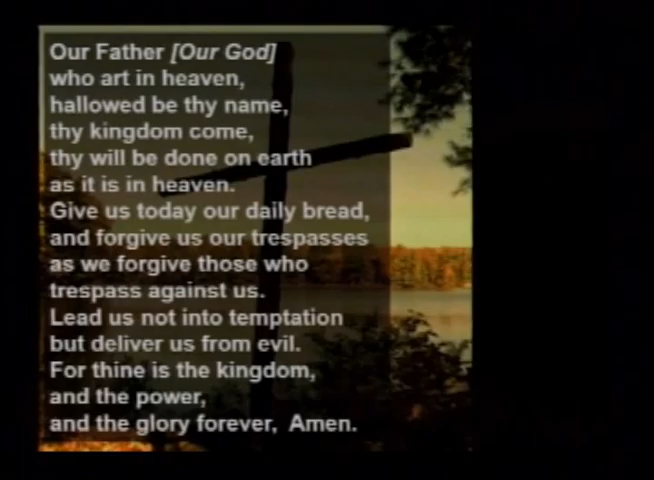 Our Father [Our God]
who art in heaven,
hallowed be thy name,
thy kingdom come,
thy will be done on earth
as it is in heaven.
Give us today our daily bread,
and forgive us our trespasses
as we forgive those who
trespass against us.
Lead us not into temptation
but deliver us from evil.
For thine is the kingdom,
and the power,
and the glory forever,  Amen.